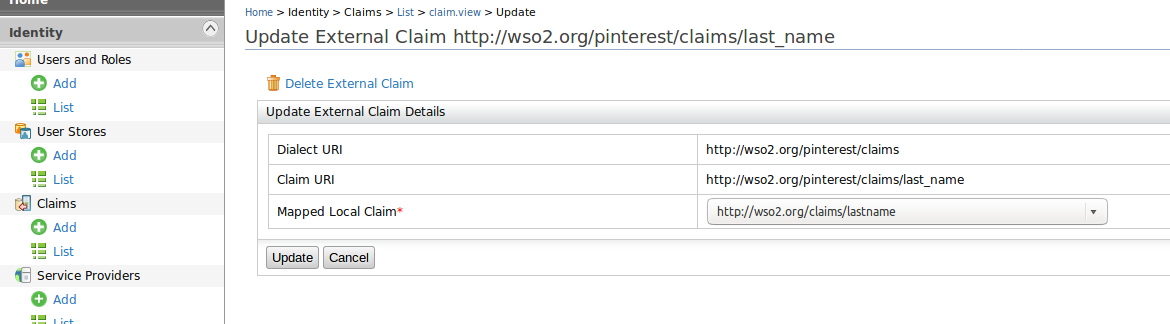 Home
Identity
Users and Roles
Add
List
User Stores
Add
List
Claims
Add
List
Service Providers
Add
List
Home > Identity > Claims > List > claim.view > Update
Update External Claim http://wso2.org/pinterest/claims/last_name
Delete External Claim
Update External Claim Details
Dialect URI http://wso2.org/pinterest/claims
Claim URI http://wso2.org/pinterest/claims/last_name
Mapped Local Claim* http://wso2.org/claims/lastname
Update Cancel